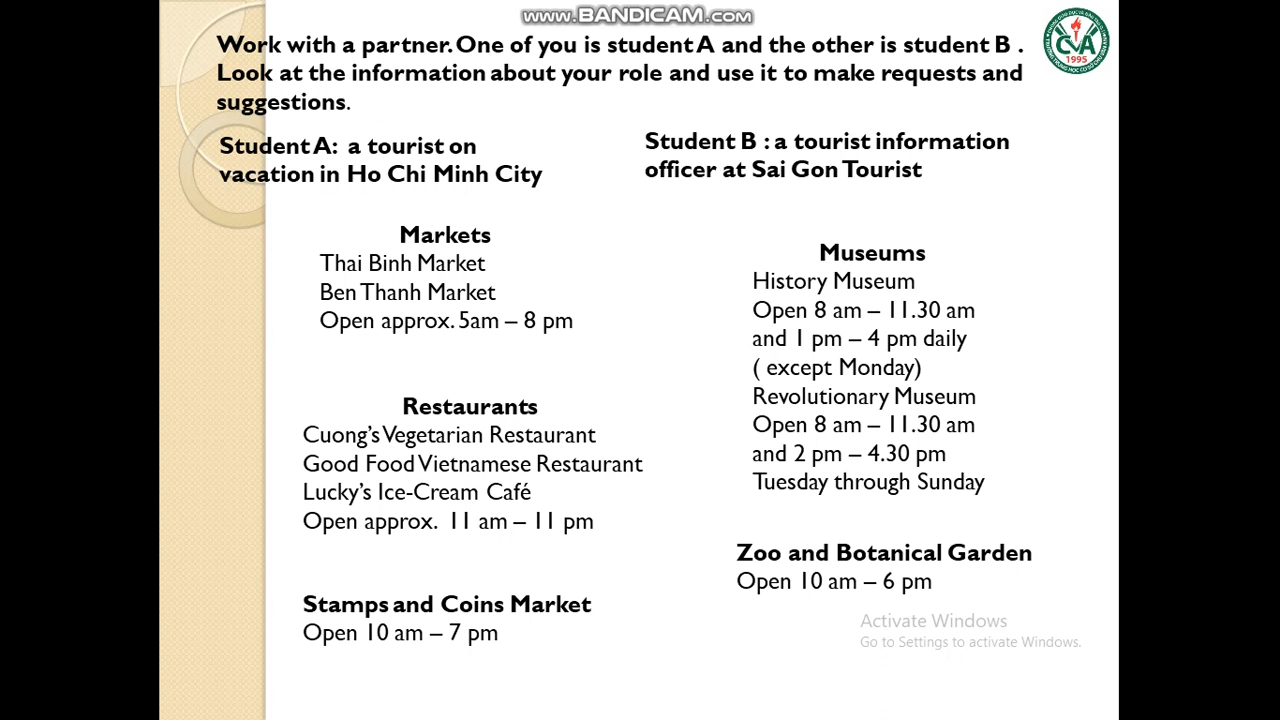 www.BANDICAM.com
Work with a partner. One of you is student A and the other is student B .
Look at the information about your role and use it to make requests and
suggestions.
Student A: a tourist on
vacation in Ho Chi Minh City
Student B : a tourist information
officer at Sai Gon Tourist
Markets
Thai Binh Market
Ben Thanh Market
Open approx. 5am – 8 pm
Restaurants
Cuong's Vegetarian Restaurant
Good Food Vietnamese Restaurant
Lucky's Ice-Cream Café
Open approx. 11 am – 11 pm
Stamps and Coins Market
Open 10 am – 7 pm
Museums
History Museum
Open 8 am – 11.30 am
and 1 pm – 4 pm daily
( except Monday)
Revolutionary Museum
Open 8 am – 11.30 am
and 2 pm – 4.30 pm
Tuesday through Sunday
Zoo and Botanical Garden
Open 10 am – 6 pm
Activate Windows
Go to Settings to activate Windows.
CVA
1995